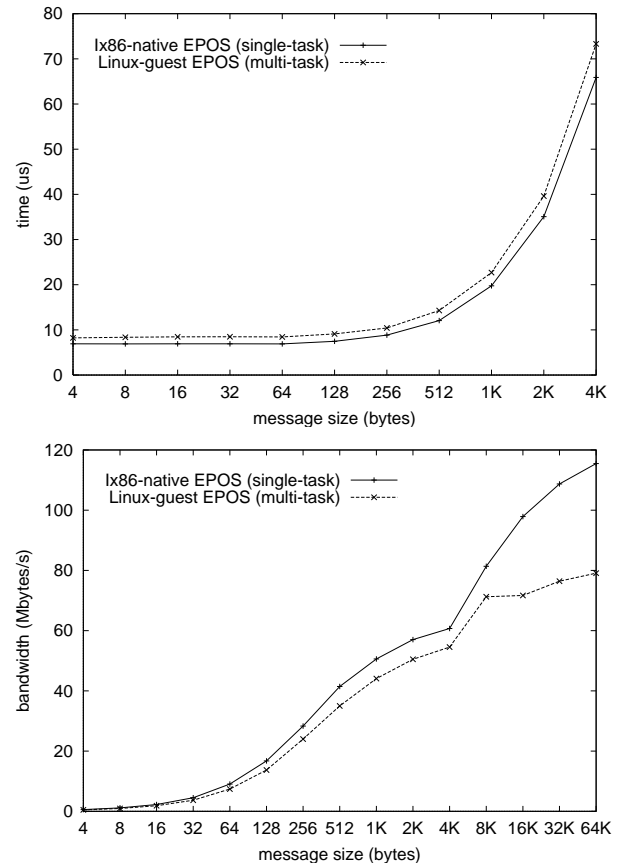 80
70
60
50
40
30
20
10
0
time (us)
Ix86-native EPOS (single-task)
Linux-guest EPOS (multi-task)
4 8 16 32 64 128 256 512 1K 2K 4K
message size (bytes)
120
100
80
60
40
20
0
bandwidth (Mbytes/s)
Ix86-native EPOS (single-task)
Linux-guest EPOS (multi-task)
4 8 16 32 64 128 256 512 1K 2K 4K 8K 16K 32K 64K
message size (bytes)